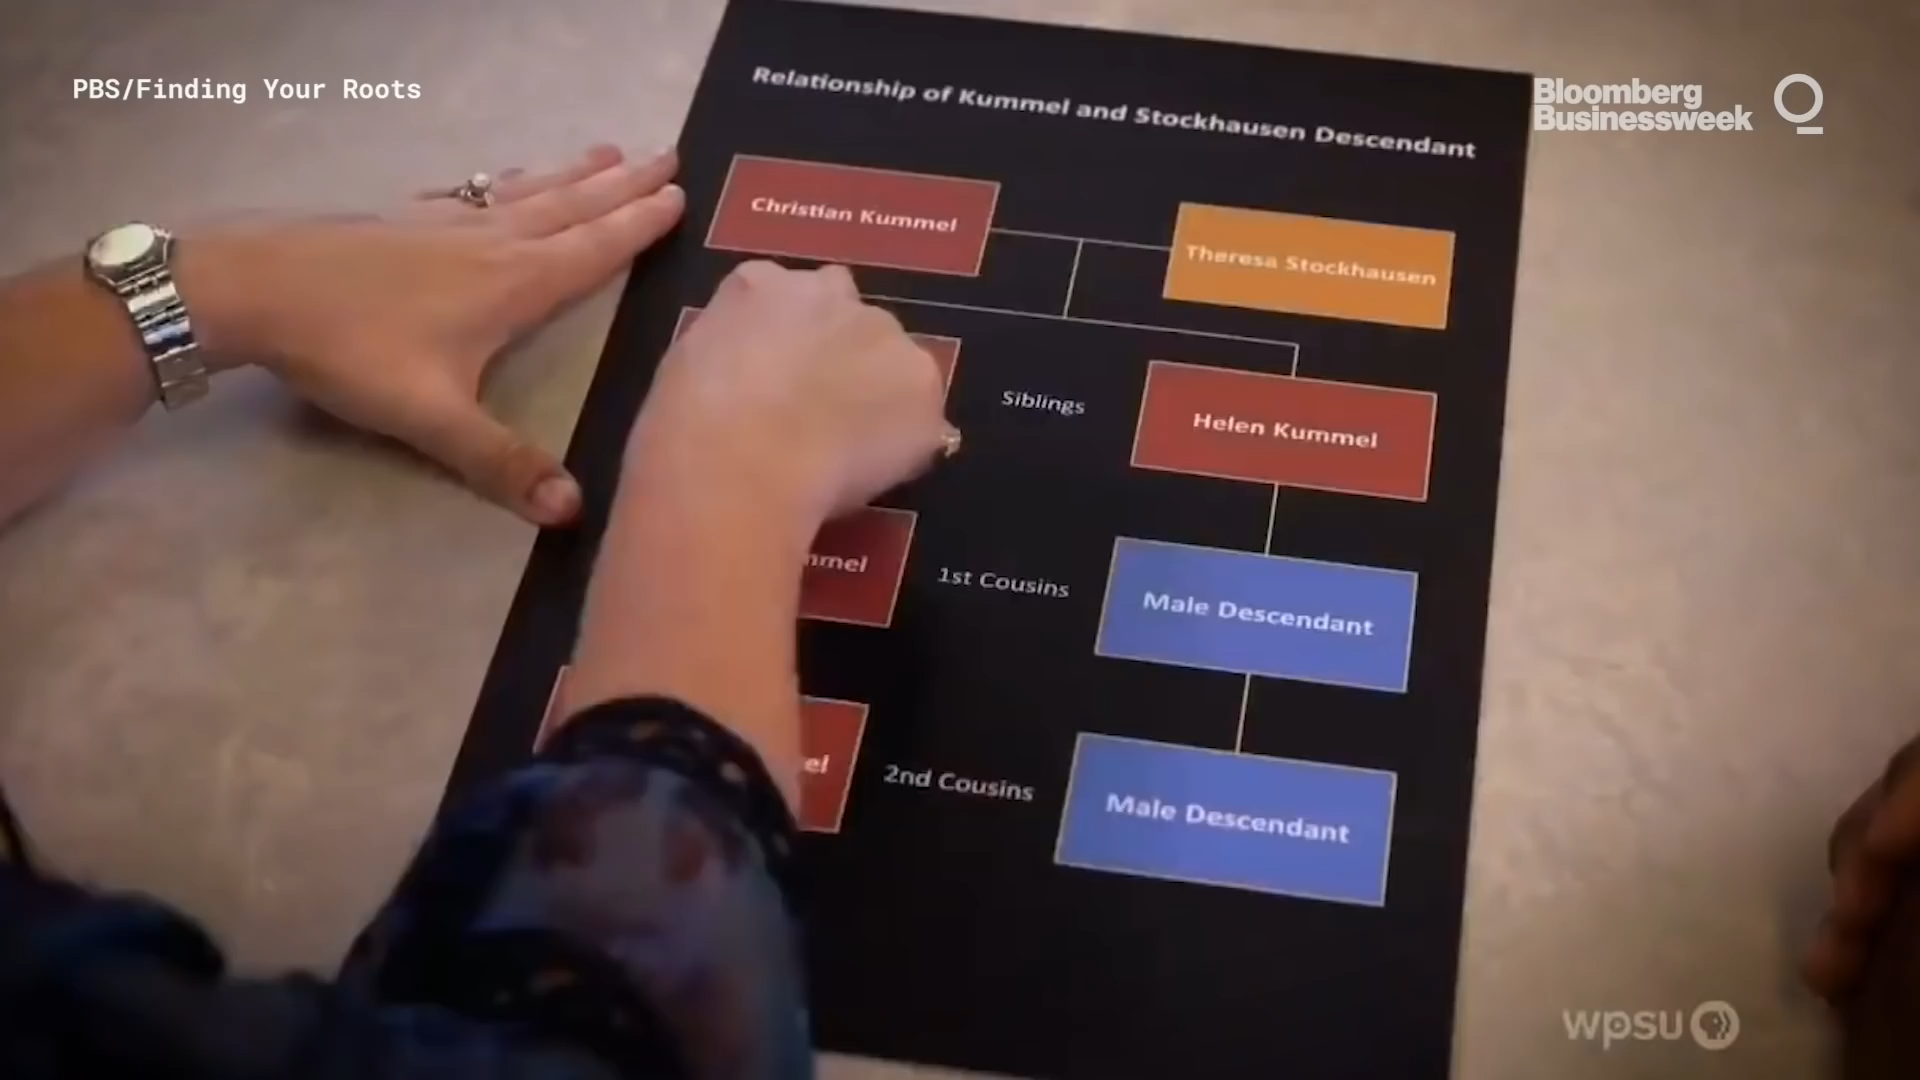 PBS/Finding Your Roots
Bloomberg
Businessweek
Relationship of Kummel and Stockhausen Descendant
Christian Kummel
Theresa Stockhausen
Siblings
Helen Kummel
1st Cousins
Male Descendant
2nd Cousins
Male Descendant
wpsu